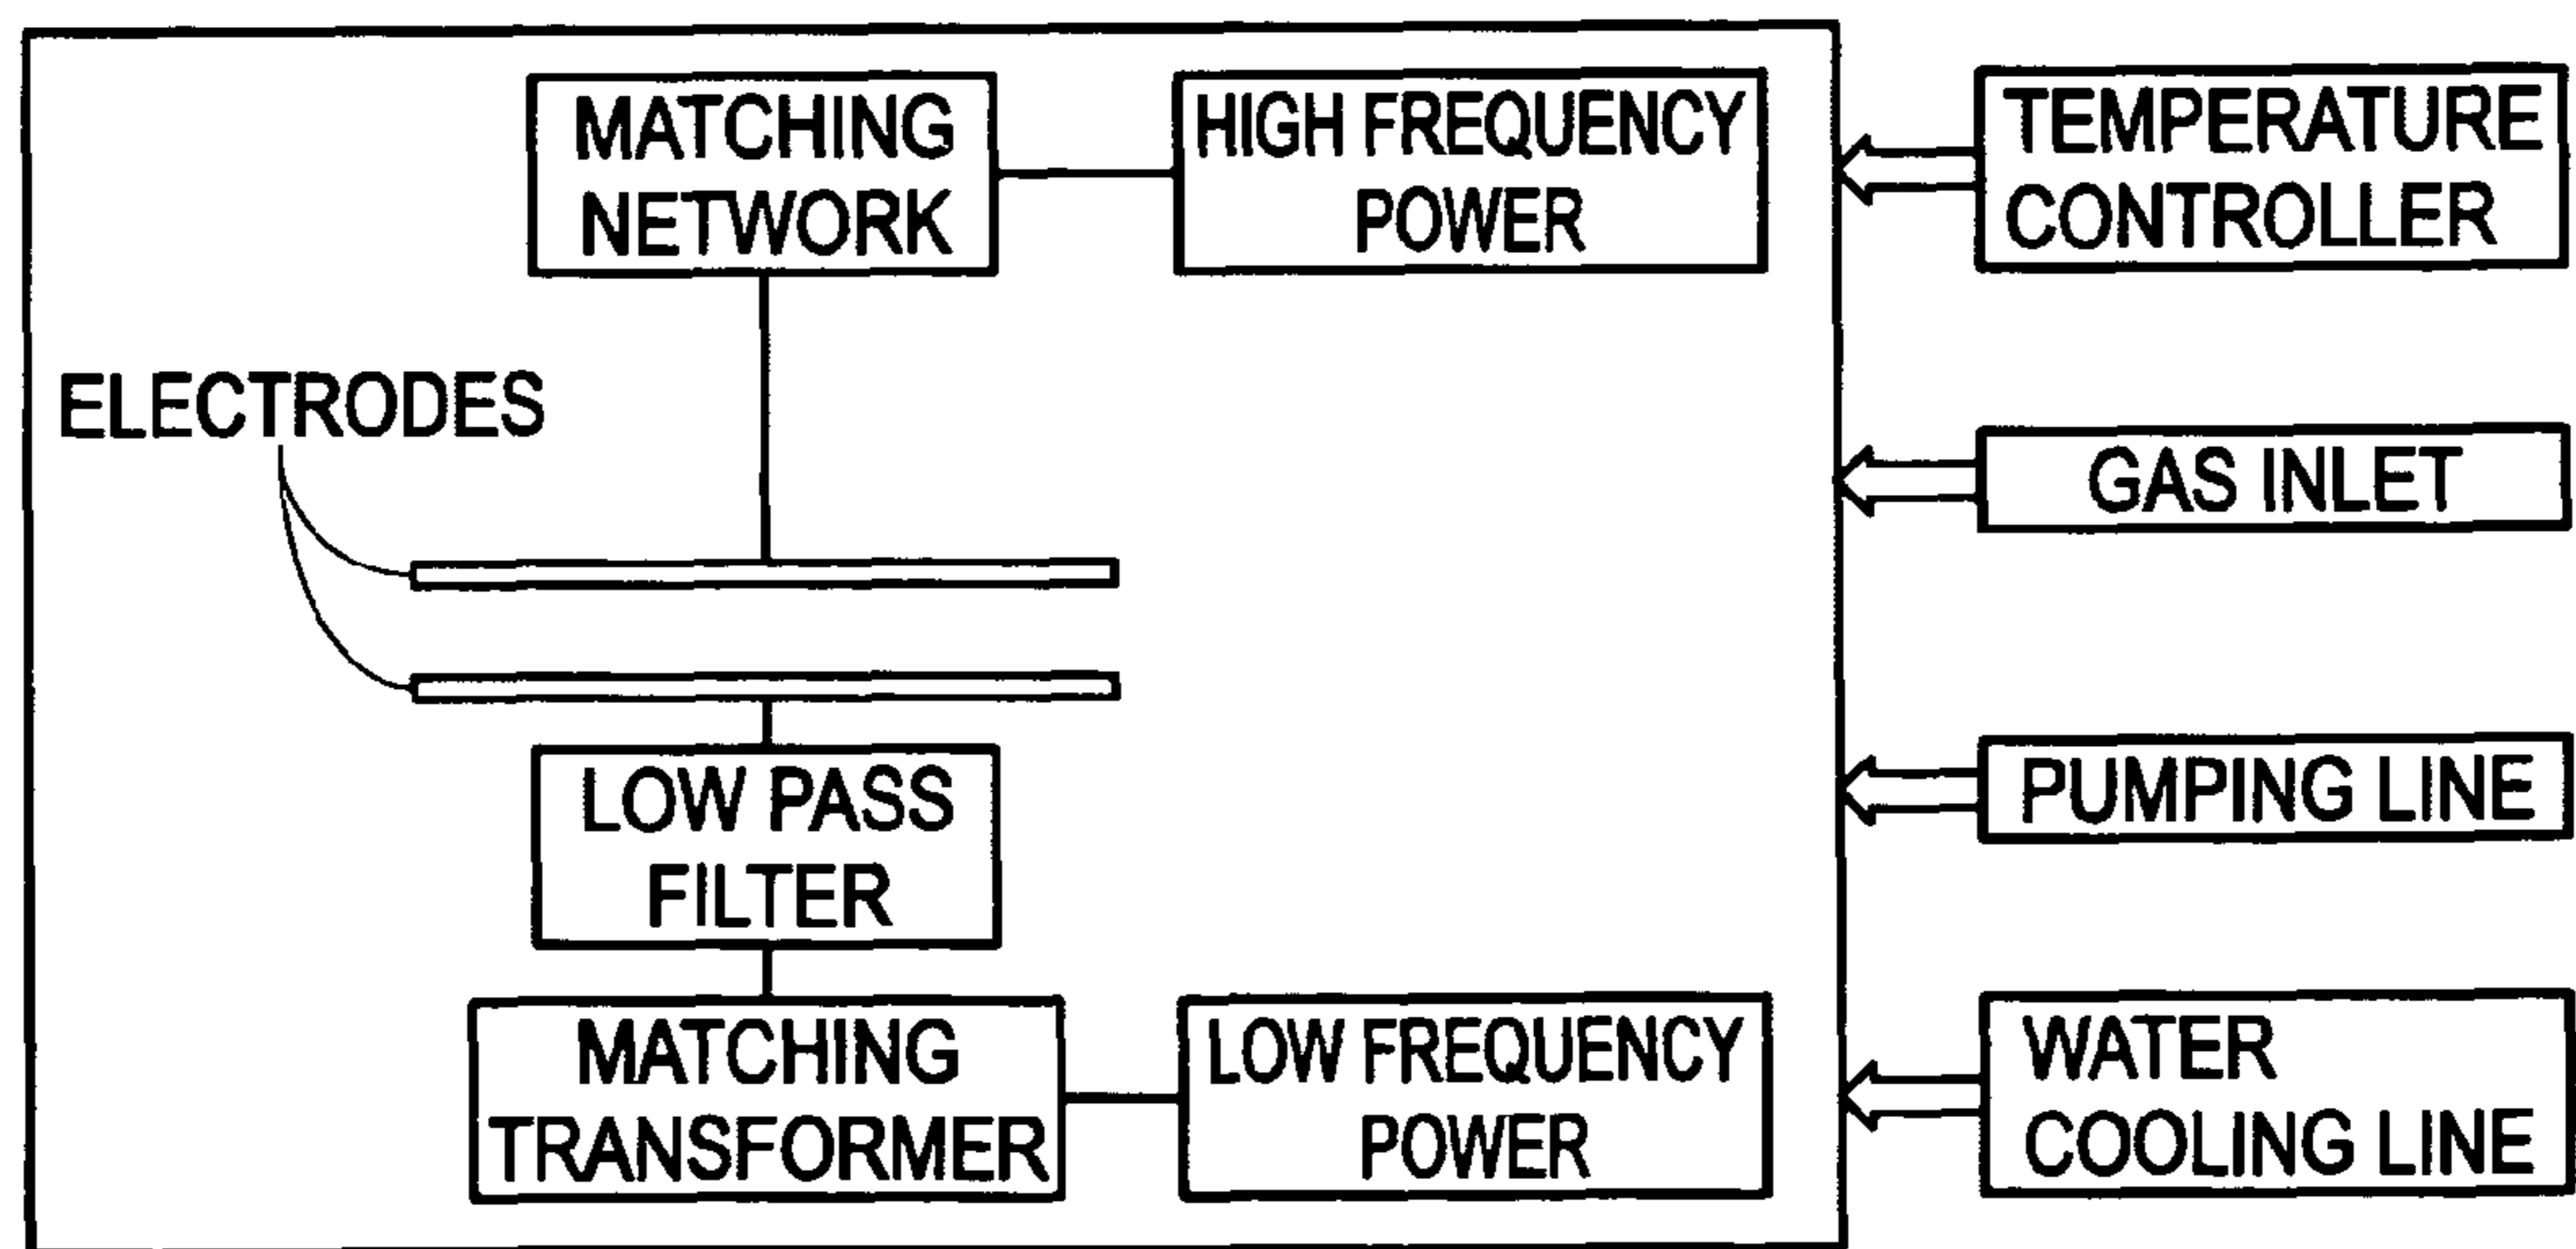 MATCHING
NETWORK
HIGH FREQUENCY
POWER
TEMPERATURE
CONTROLLER
ELECTRODES
GAS INLET
LOW PASS
FILTER
PUMPING LINE
MATCHING
TRANSFORMER
LOW FREQUENCY
POWER
WATER
COOLING LINE